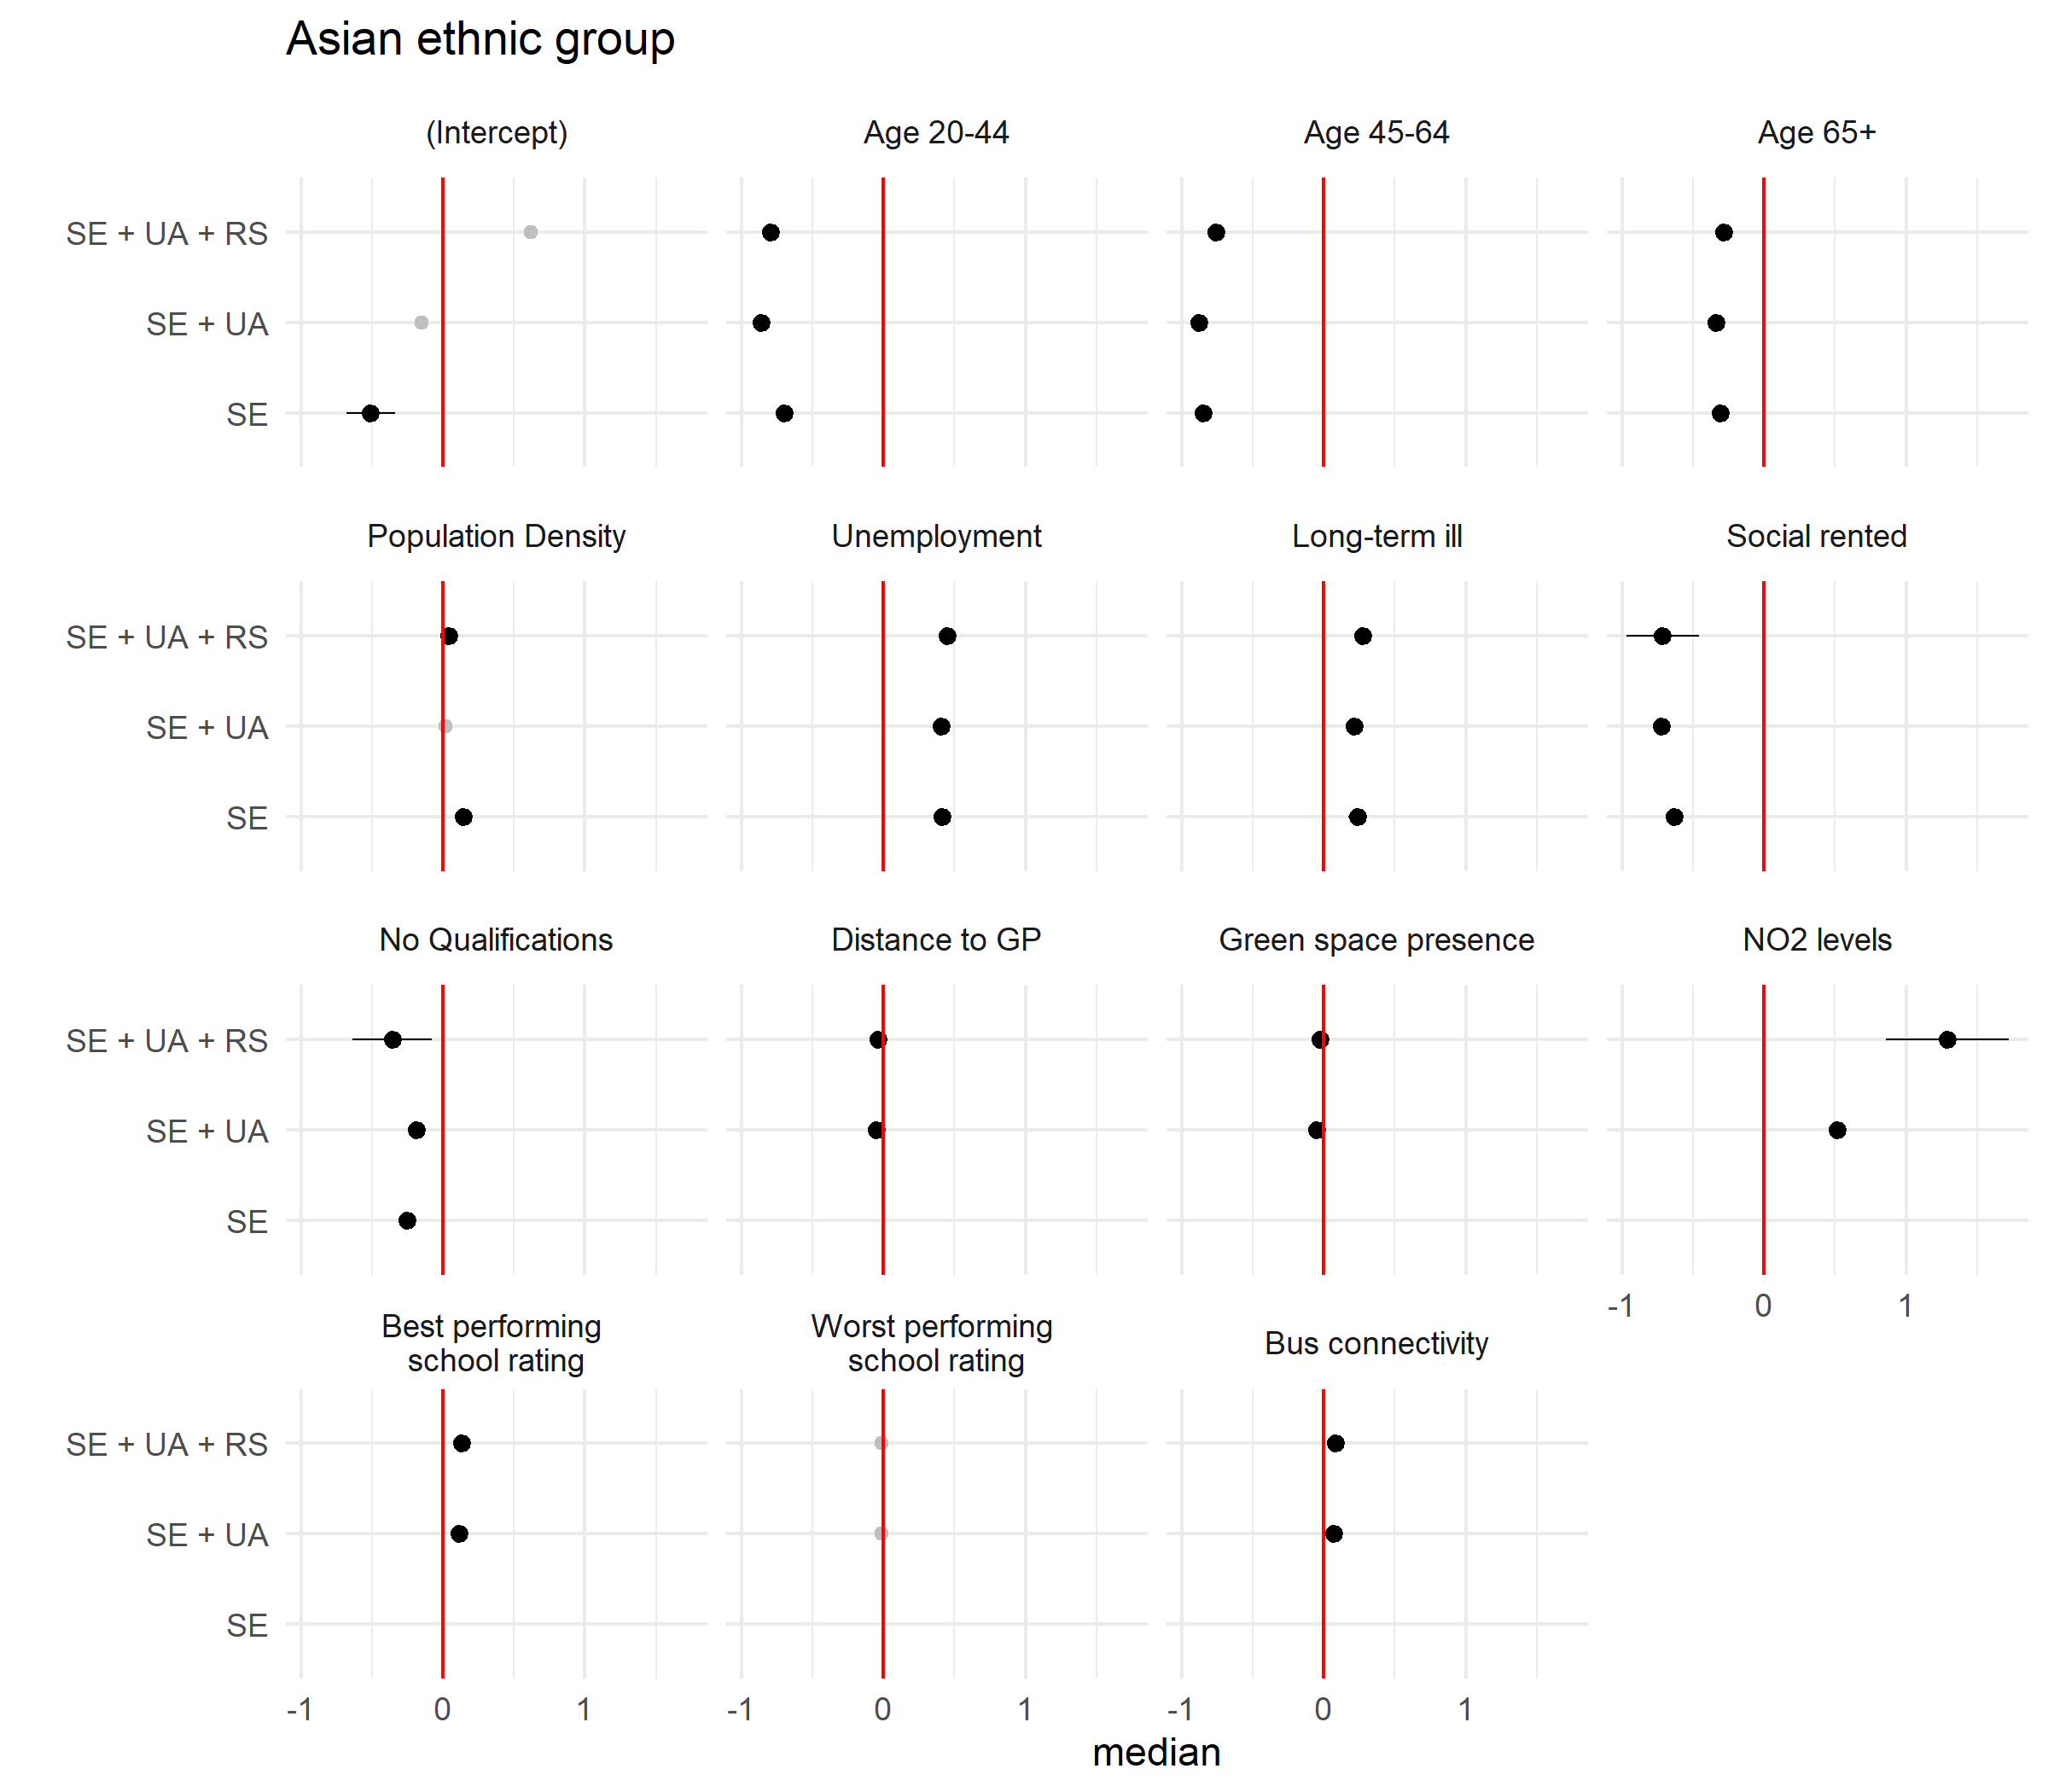 Asian ethnic group
(Intercept)
Age 20-44
Age 45-64
Age 65+
SE + UA + RS
SE + UA
SE
Population Density
Unemployment
Long-term ill
Social rented
SE + UA + RS
SE + UA
SE
No Qualifications
Distance to GP
Green space presence
NO2 levels
SE + UA + RS
SE + UA
SE
-1 0 1
Best performing
school rating
Worst performing
school rating
Bus connectivity
SE + UA + RS
SE + UA
SE
-1 0 1
-1 0 1
-1 0 1
median